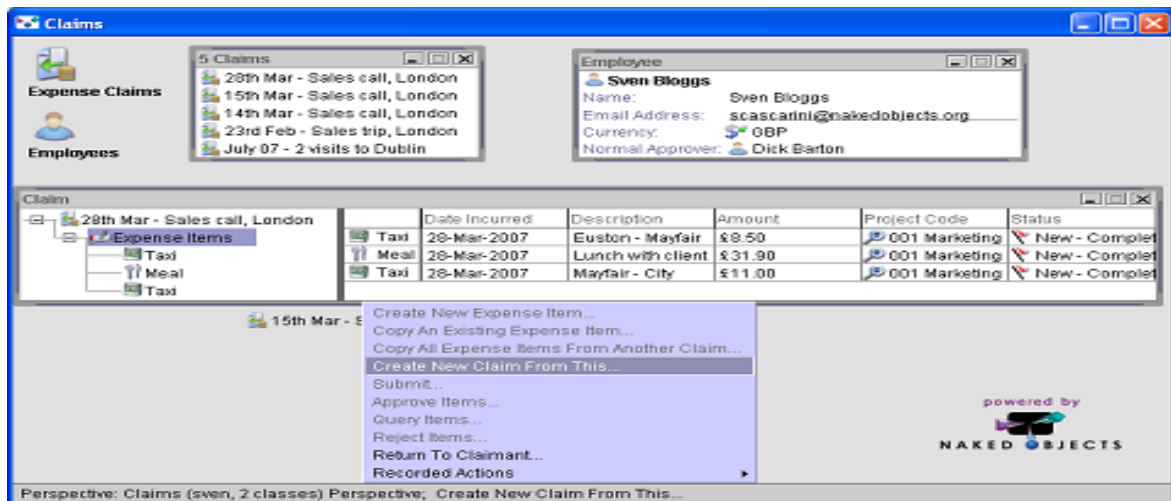 Claims
Expense Claims
Employees
5 Claims
28th Mar - Sales call, London
15th Mar - Sales call, London
14th Mar - Sales call, London
23rd Feb - Sales trip, London
July 07 - 2 visits to Dublin
Employee
Sven Bloggs
Name: Sven Bloggs
Email Address: scascarini@nakedobjects.org
Currency: GBP
Normal Approver: Dick Barton
Claim
28th Mar - Sales call, London
Expense Items
Taxi
Meal
Taxi
Date Incurred Description Amount Project Code Status
Taxi 28-Mar-2007 Euston - Mayfair £8.50 001 Marketing New - Complet
Meal 28-Mar-2007 Lunch with client £31.90 001 Marketing New - Complet
Taxi 28-Mar-2007 Mayfair - City £11.00 001 Marketing New - Complet
15th Mar - S
Create New Expense Item...
Copy An Existing Expense Item...
Copy All Expense Items From Another Claim...
Create New Claim From This...
Submit...
Approve Items...
Query Items...
Reject Items...
Return To Claimant...
Recorded Actions
powered by
NAKED OBJECTS
Perspective: Claims (sven, 2 classes) Perspective; Create New Claim From This...